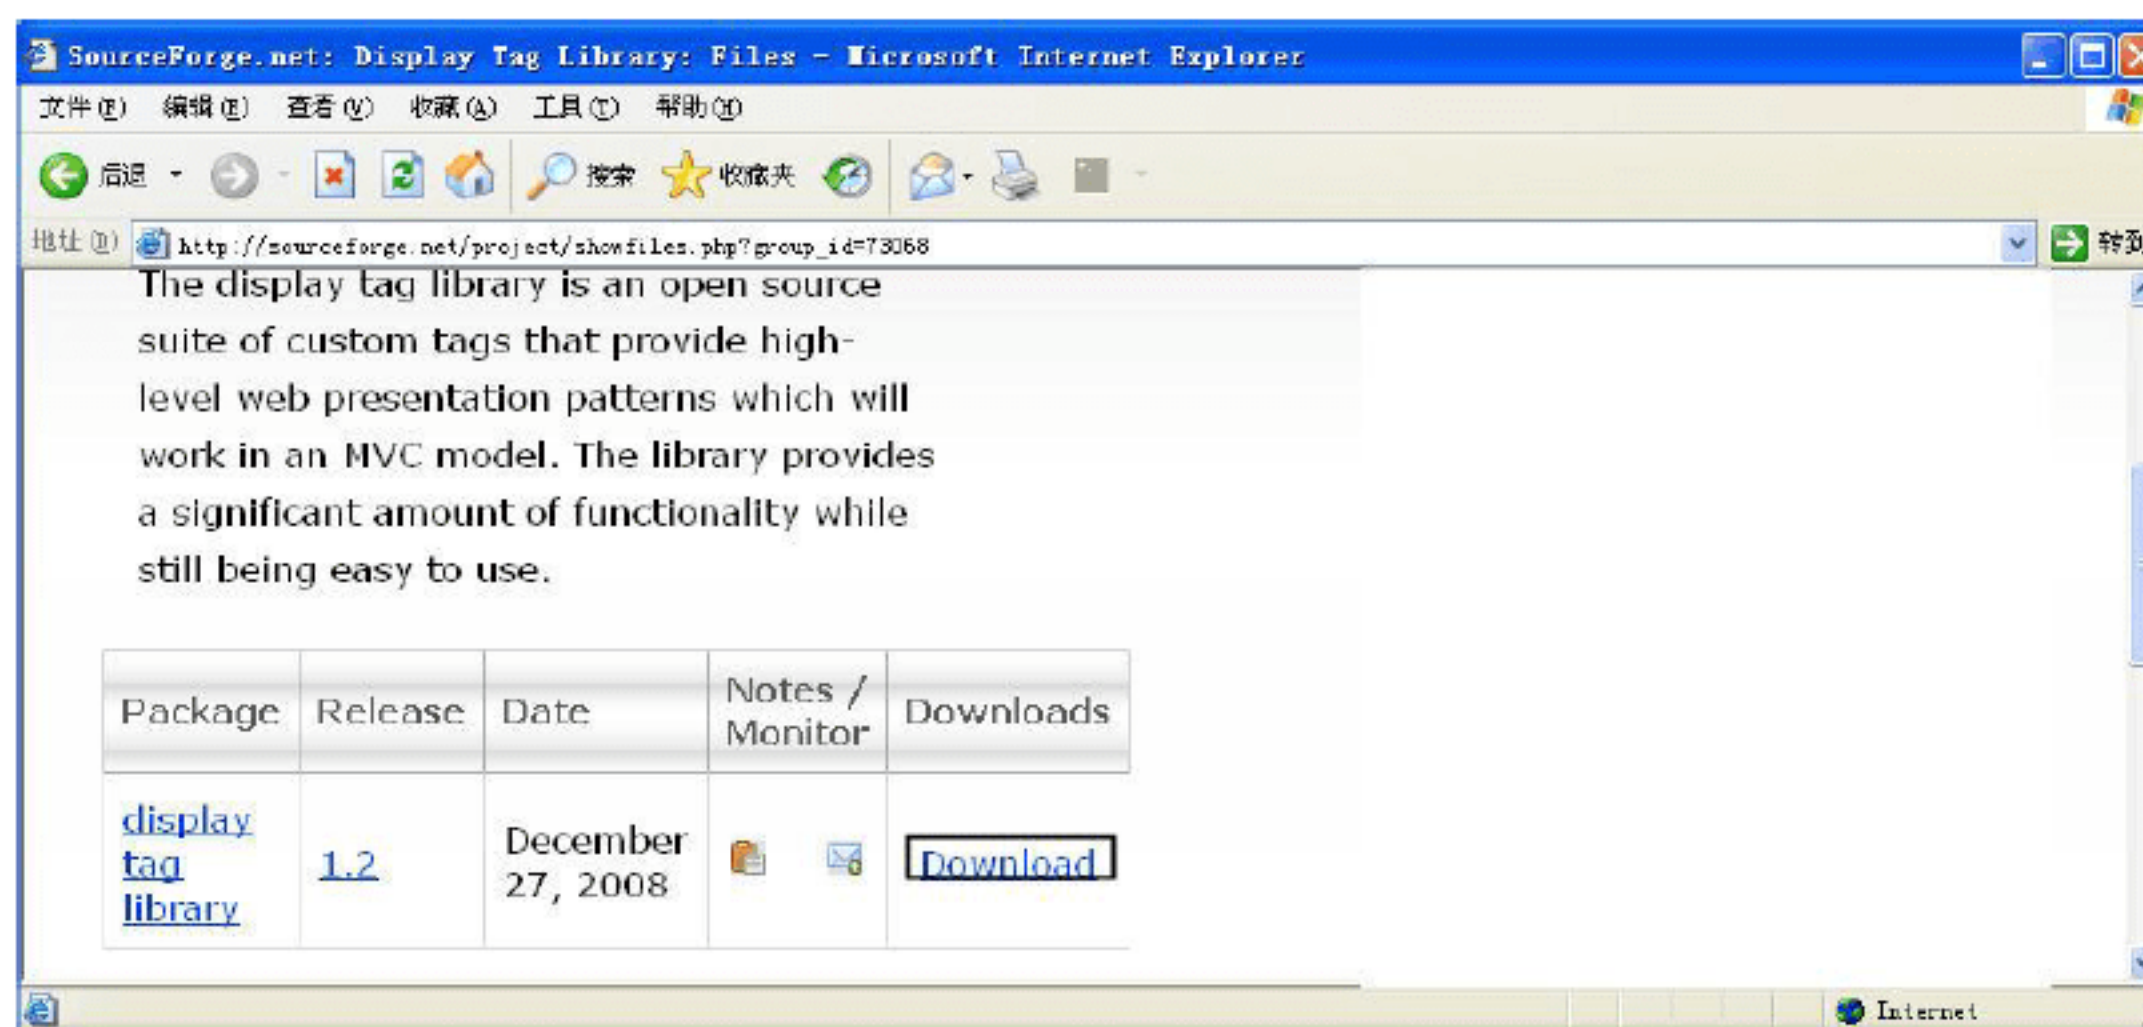 SourceForge.net: Display Tag Library: Files - Microsoft Internet Explorer
文件(F) 编辑(E) 查看(V) 收藏(A) 工具(T) 帮助(H)
后退 搜索 收藏夹
地址(D) http://sourceforge.net/project/showfiles.php?group_id=73068 转到
The display tag library is an open source
suite of custom tags that provide high-
level web presentation patterns which will
work in an MVC model. The library provides
a significant amount of functionality while
still being easy to use.
Package Release Date Notes / Monitor Downloads
display tag library 1.2 December 27, 2008 Download
Internet